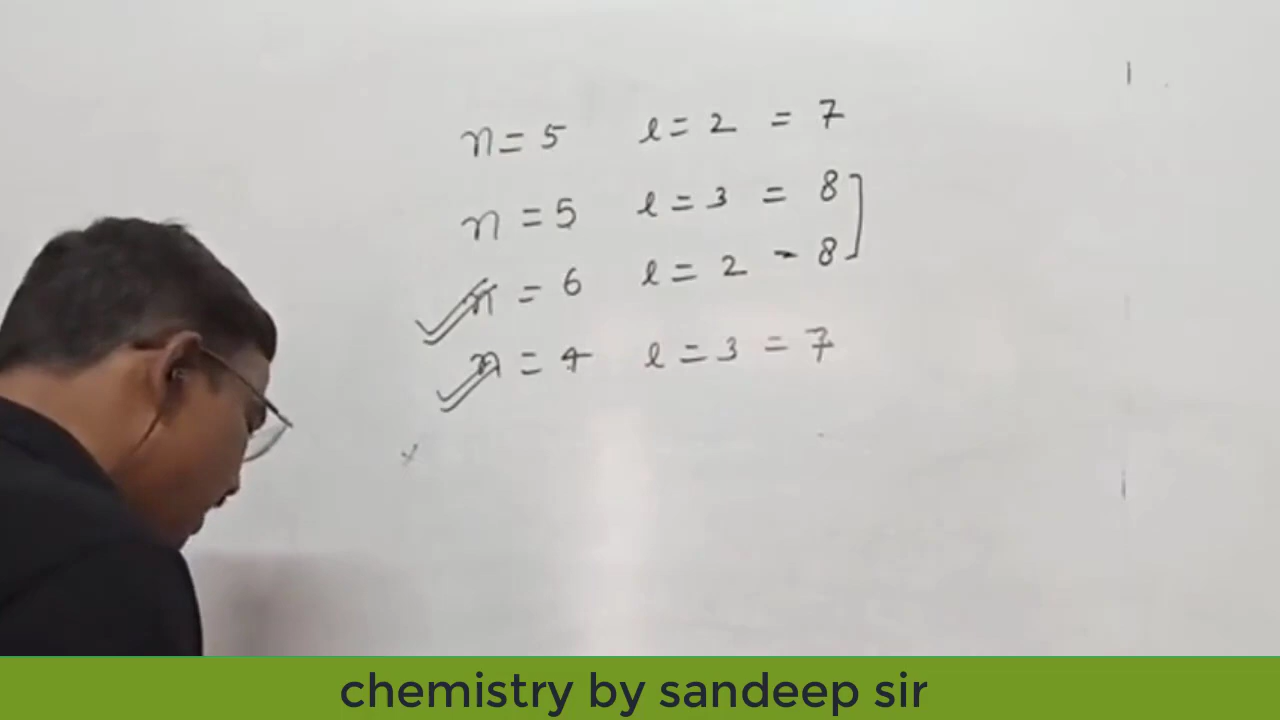 n = 5 l = 2 = 7
n = 5 l = 3 = 8
n = 6 l = 2 - 8
n = 4 l = 3 = 7
chemistry by sandeep sir